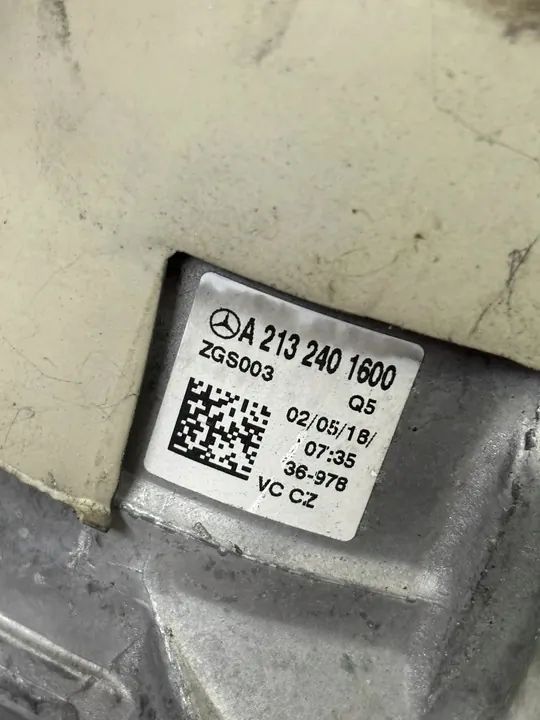 A 213 240 1600
ZGS003
Q5
02/05/18/
07:35
36-978
VC CZ